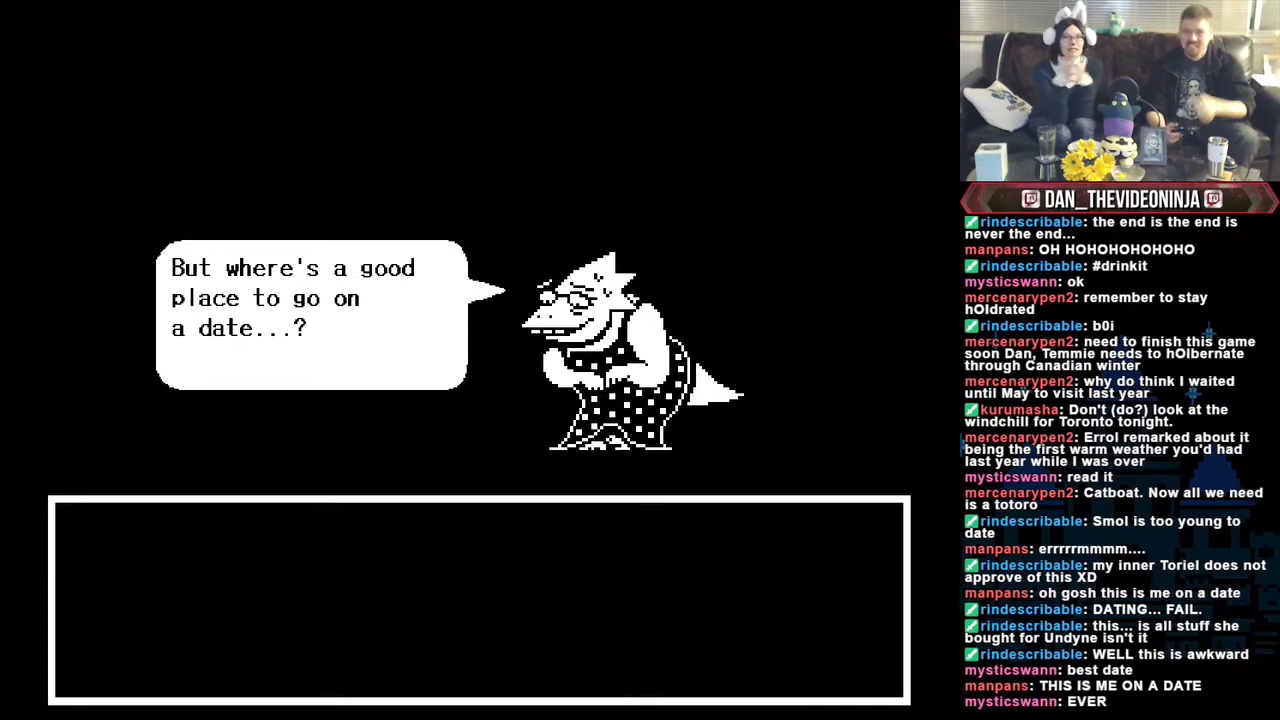 But where's a good
place to go on
a date...?
DAN_THEVIDEONINJA
rindescribable: the end is the end is
never the end...
manpans: OH HOHOHOHOHOHO
rindescribable: #drinkit
mysticswann: ok
mercenarypen2: remember to stay
hOldrated
rindescribable: b0i
mercenarypen2: need to finish this game
soon Dan, Temmie needs to hOlbernate
through Canadian winter
mercenarypen2: why do think I waited
until May to visit last year
kurumasha: Don't (do?) look at the
windchill for Toronto tonight.
mercenarypen2: Errol remarked about it
being the first warm weather you'd had
last year while I was over
mysticswann: read it
mercenarypen2: Catboat. Now all we need
is a totoro
rindescribable: Smol is too young to
date
manpans: errrrrmmmm....
rindescribable: my inner Toriel does not
approve of this XD
manpans: oh gosh this is me on a date
rindescribable: DATING... FAIL.
rindescribable: this... is all stuff she
bought for Undyne isn't it
rindescribable: WELL this is awkward
mysticswann: best date
manpans: THIS IS ME ON A DATE
mysticswann: EVER